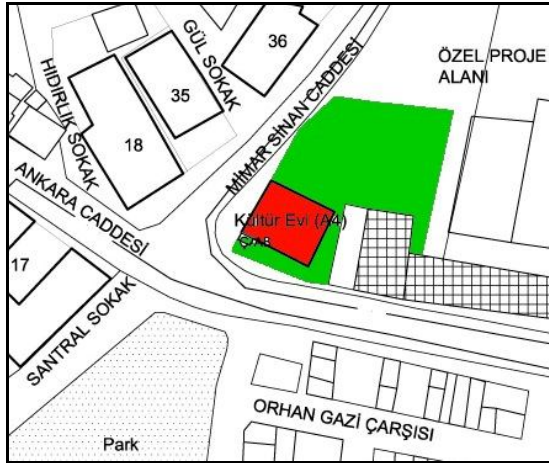 GÜL SOKAK
36
ÖZEL PROJE
ALANI
HIDIRLIK SOKAK
35
MİMAR SİNAN CADDESİ
18
ANKARA CADDESİ
Kültür Evi (A4)
17
SANTRAL SOKAK
ORHAN GAZİ ÇARŞISI
Park